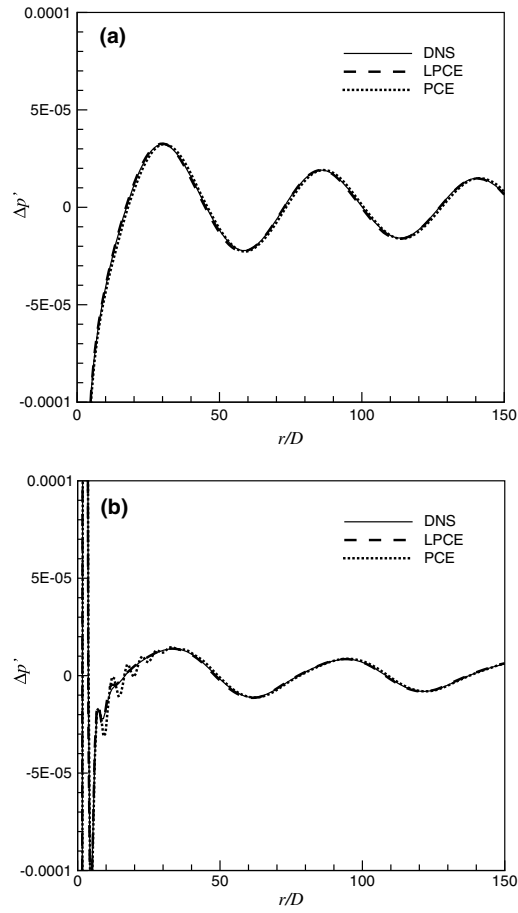 0.0001
(a)
DNS
LPCE
PCE
5E-05
Δp'
0
-5E-05
-0.0001
0 50 100 150
r/D
0.0001
(b)
DNS
LPCE
PCE
5E-05
Δp'
0
-5E-05
-0.0001
0 50 100 150
r/D